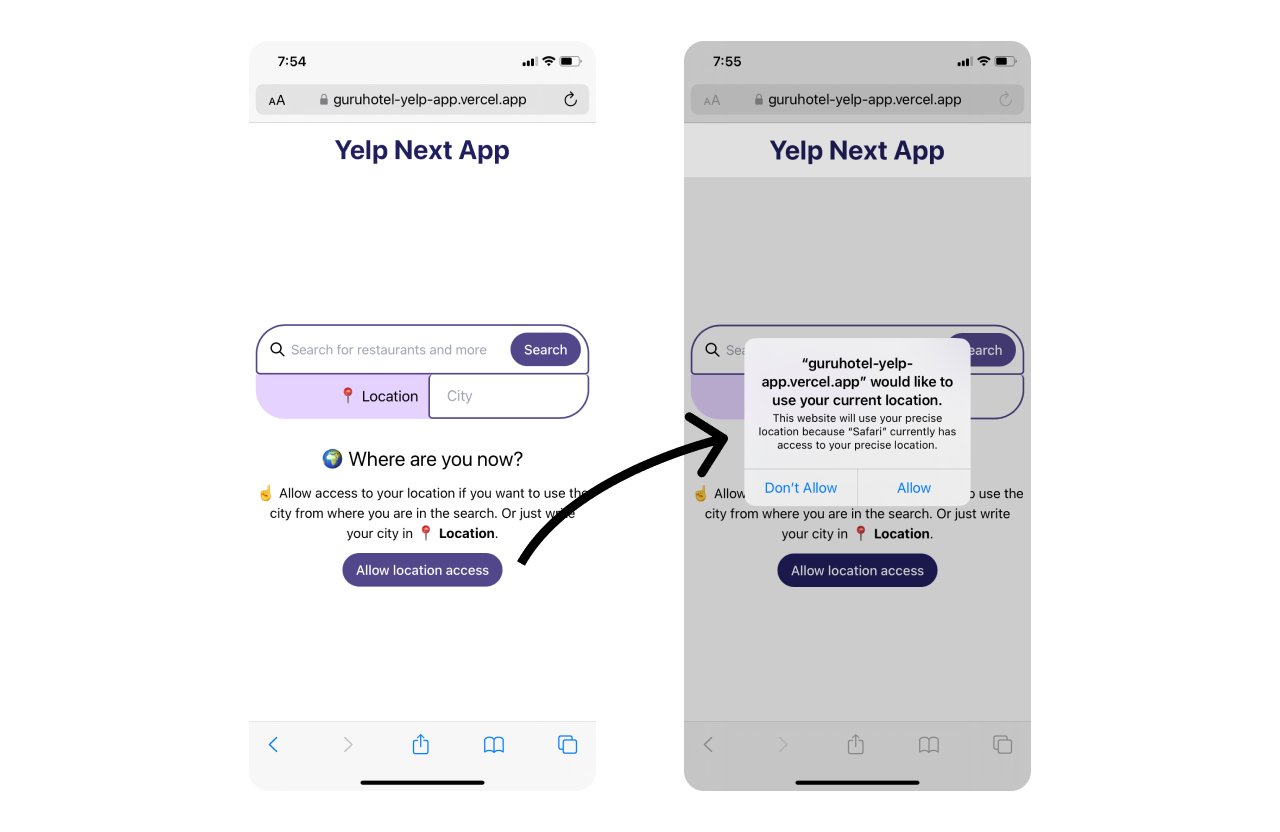 7:54
AA guruhotel-yelp-app.vercel.app
Yelp Next App
Search for restaurants and more Search
📍 Location City
🌍 Where are you now?
☝️ Allow access to your location if you want to use the
city from where you are in the search. Or just write
your city in 📍 Location.
Allow location access
7:55
AA guruhotel-yelp-app.vercel.app
Yelp Next App
Sea
earch
“guruhotel-yelp-
app.vercel.app” would like to
use your current location.
This website will use your precise
location because “Safari” currently has
access to your precise location.
Don’t Allow Allow
☝️ Allow
o use the
city from where you are in the search. Or just write
your city in 📍 Location.
Allow location access